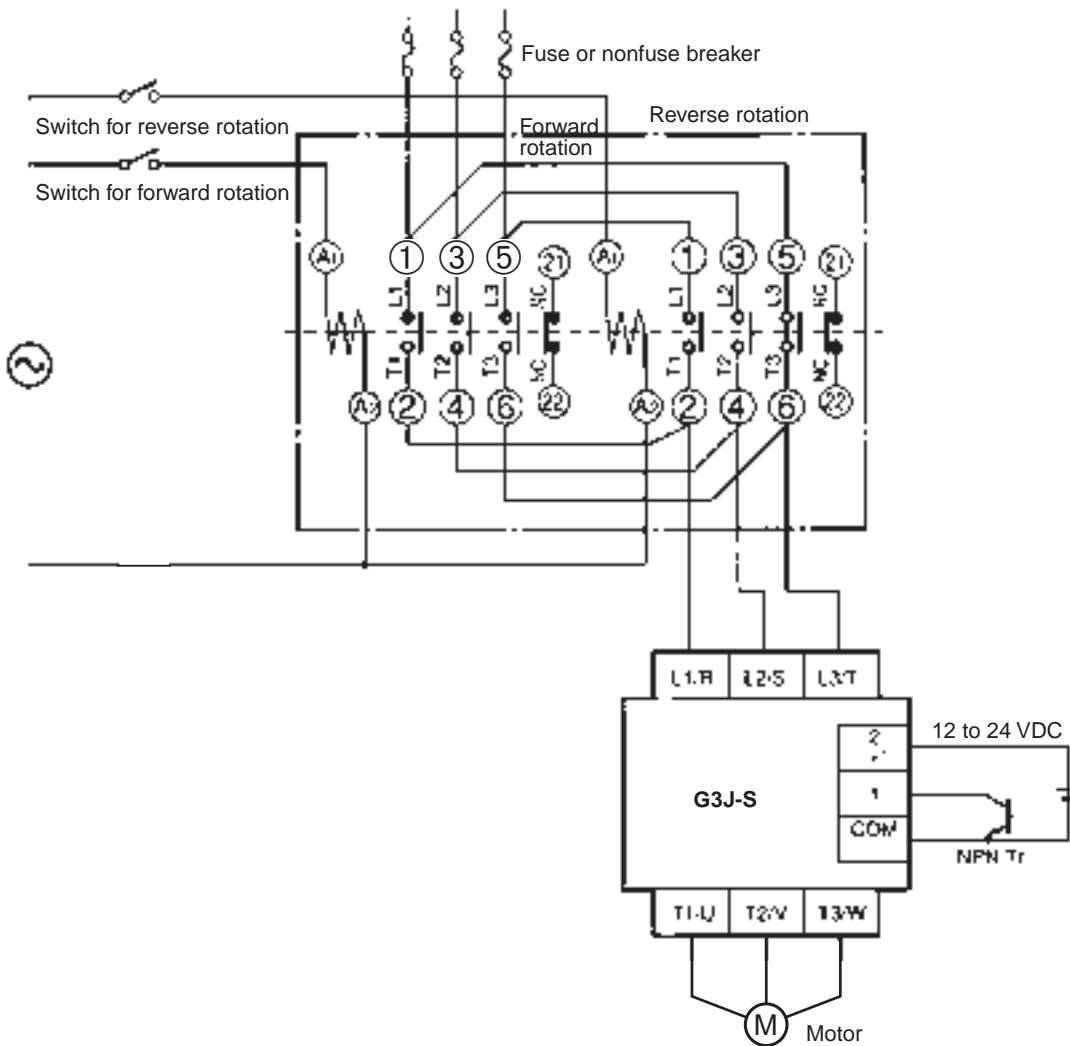 Fuse or nonfuse breaker
Switch for reverse rotation
Forward
rotation
Reverse rotation
Switch for forward rotation
A1 1 3 5 21 A1 1 3 5 21
L1 L2 L3 NC L1 L2 L3 NC
T1 T2 T3 NC T1 T2 T3 NC
A2 2 4 6 22 A2 2 4 6 22
L1/R L2/S L3/T
2
+
12 to 24 VDC
G3J-S
1
COM
NPN Tr
T1/U T2/V T3/W
M
Motor